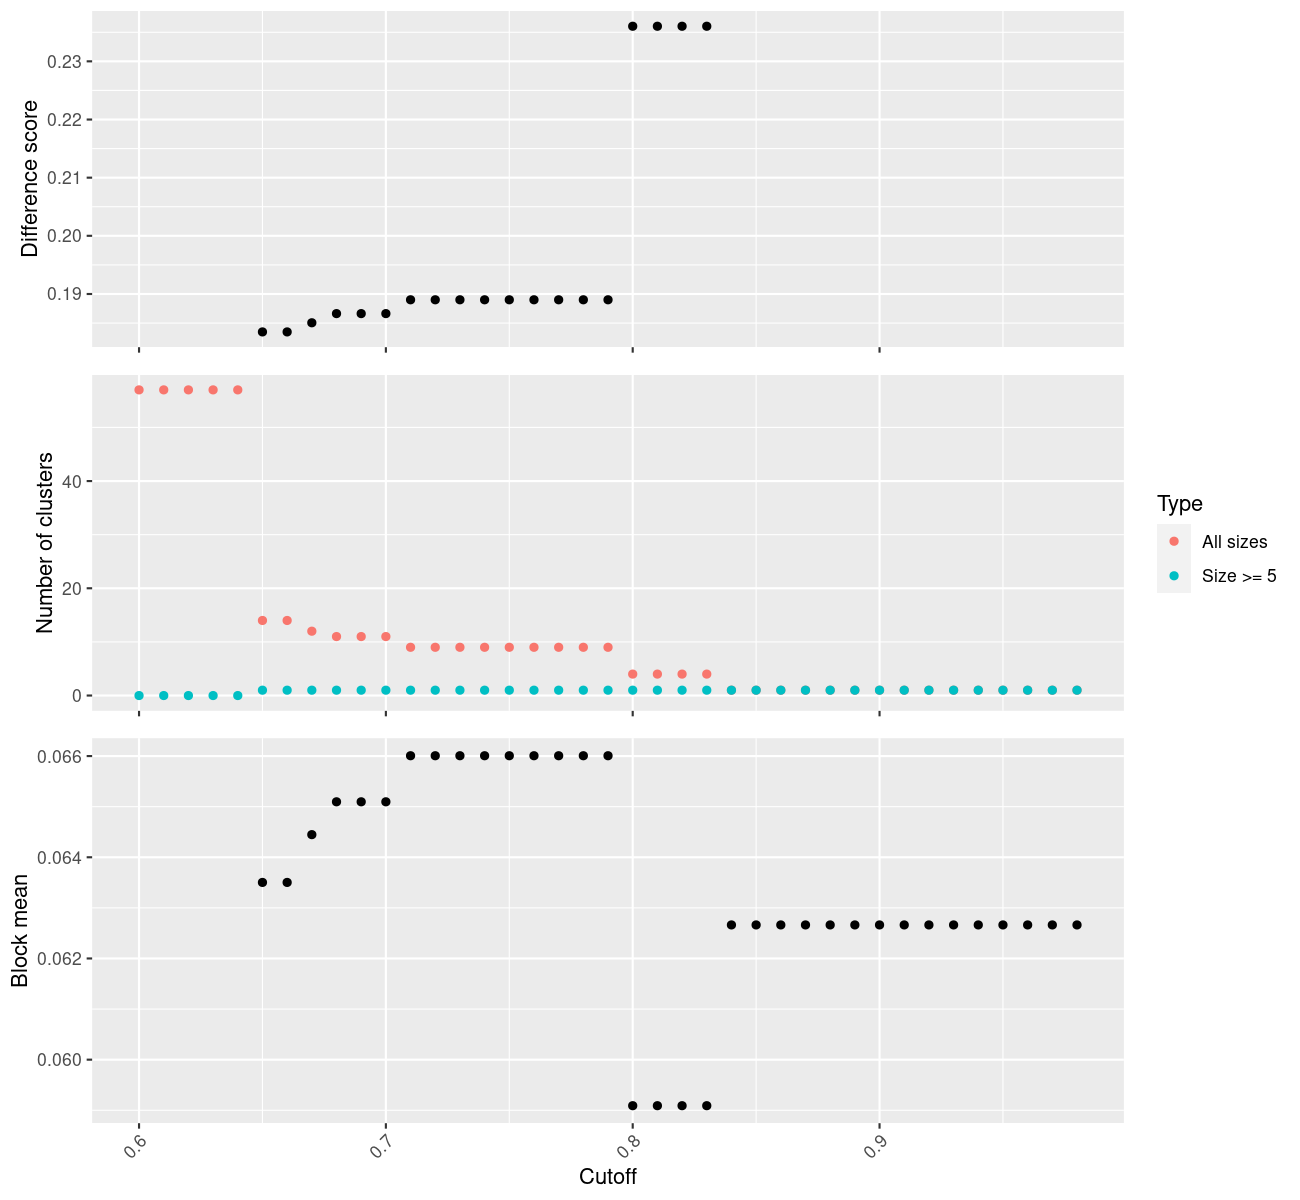 Difference score
0.23
0.22
0.21
0.20
0.19
Number of clusters
40
20
0
Type
All sizes
Size >= 5
Block mean
0.066
0.064
0.062
0.060
0.6
0.7
0.8
0.9
Cutoff